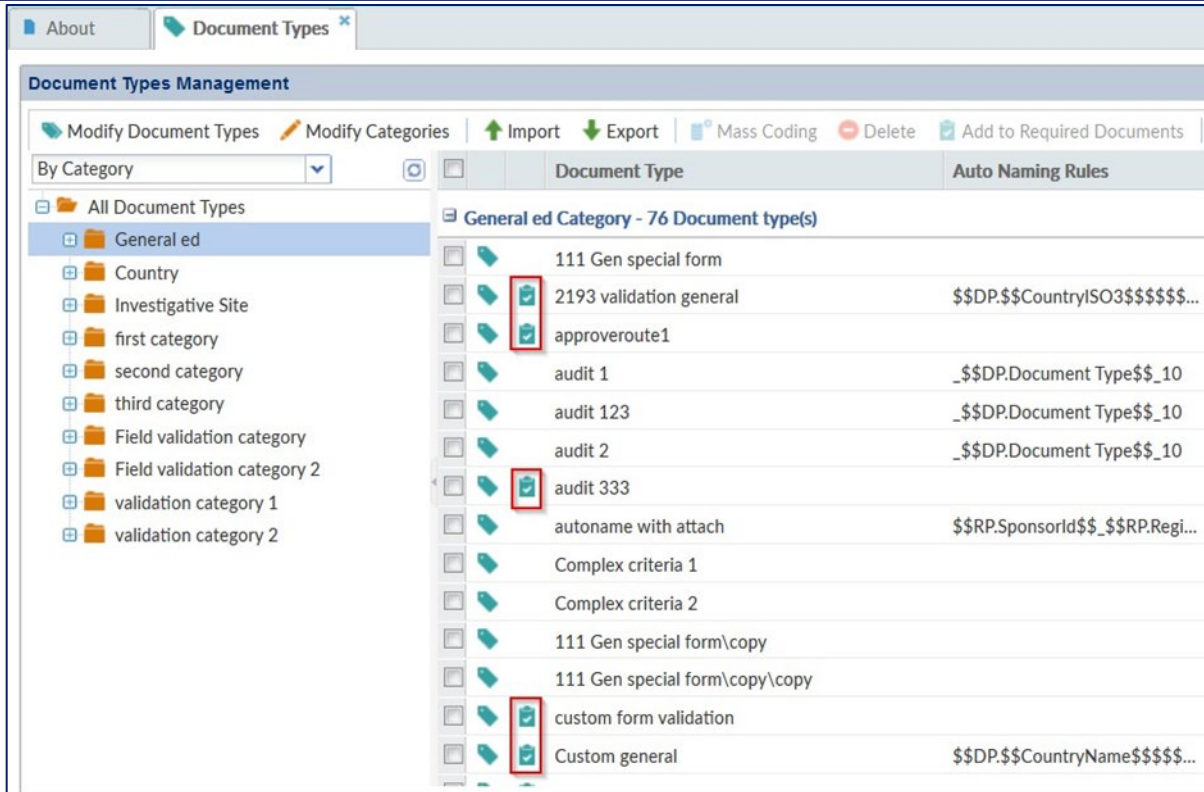 About
Document Types
Document Types Management
Modify Document Types Modify Categories Import Export Mass Coding Delete Add to Required Documents
By Category
All Document Types
General ed
Country
Investigative Site
first category
second category
third category
Field validation category
Field validation category 2
validation category 1
validation category 2
Document Type Auto Naming Rules
General ed Category - 76 Document type(s)
111 Gen special form
2193 validation general $$DP.$$CountryISO3$$$$$$...
approveroute1
audit 1 _$$DP.Document Type$$_10
audit 123 _$$DP.Document Type$$_10
audit 2 _$$DP.Document Type$$_10
audit 333
autoname with attach $$RP.SponsorId$$_$$RP.Regi...
Complex criteria 1
Complex criteria 2
111 Gen special form\copy
111 Gen special form\copy\copy
custom form validation
Custom general $$DP.$$CountryName$$$$$...